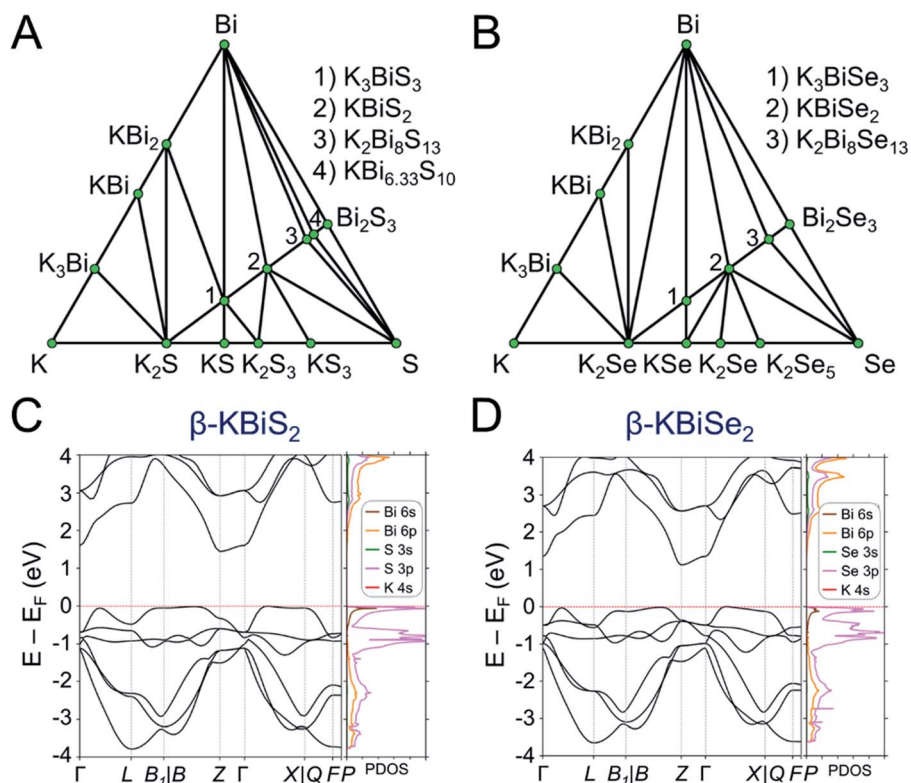 A
Bi
1) K₃BiS₃
2) KBiS₂
3) K₂Bi₈S₁₃
4) KBi₆.₃₃S₁₀
KBi₂
KBi
K₃Bi
Bi₂S₃
4
3
2
1
K
K₂S
KS
K₂S₃
KS₃
S
B
Bi
1) K₃BiSe₃
2) KBiSe₂
3) K₂Bi₈Se₁₃
KBi₂
KBi
K₃Bi
Bi₂Se₃
3
2
1
K
K₂Se
KSe
K₂Se
K₂Se₅
Se
C
β-KBiS₂
E − E_F (eV)
4
3
2
1
0
-1
-2
-3
-4
Γ L B₁|B Z Γ X|Q F P
Bi 6s
Bi 6p
S 3s
S 3p
K 4s
PDOS
D
β-KBiSe₂
E − E_F (eV)
4
3
2
1
0
-1
-2
-3
-4
Γ L B₁|B Z Γ X|Q F P
Bi 6s
Bi 6p
Se 3s
Se 3p
K 4s
PDOS